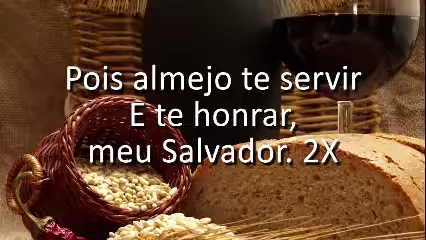 Pois almejo te servir
E te honrar,
meu Salvador. 2X